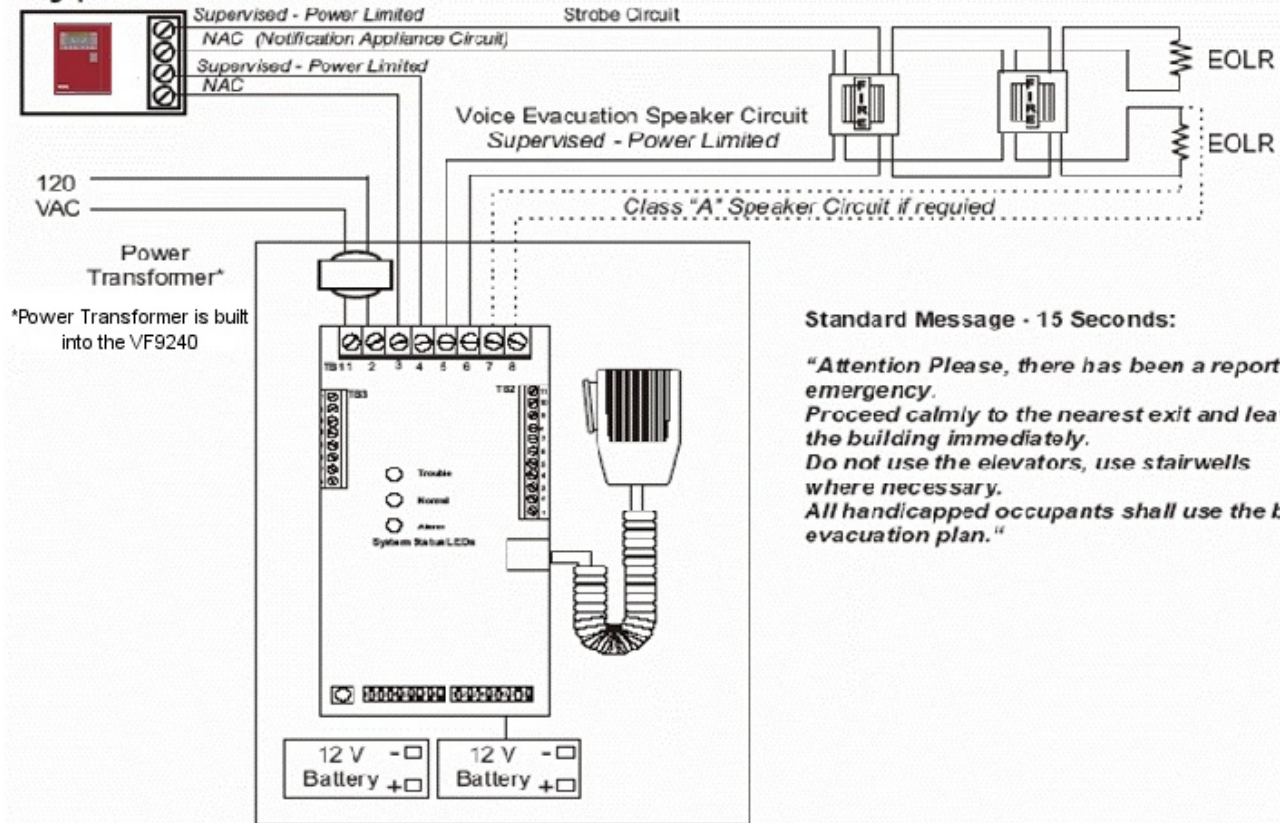 Supervised - Power Limited
Strobe Circuit
NAC (Notification Appliance Circuit)
Supervised - Power Limited
NAC
EOLR
FIRE
FIRE
Voice Evacuation Speaker Circuit
Supervised - Power Limited
EOLR
120
VAC
Class "A" Speaker Circuit if requied
Power
Transformer*
*Power Transformer is built
into the VF9240
TB1 1 2 3 4 5 6 7 8
TB3
TB2
Trouble
Normal
Alarm
System Status LEDs
Standard Message - 15 Seconds:
"Attention Please, there has been a report
emergency.
Proceed calmly to the nearest exit and lea
the building immediately.
Do not use the elevators, use stairwells
where necessary.
All handicapped occupants shall use the b
evacuation plan."
12 V -
Battery +
12 V -
Battery +